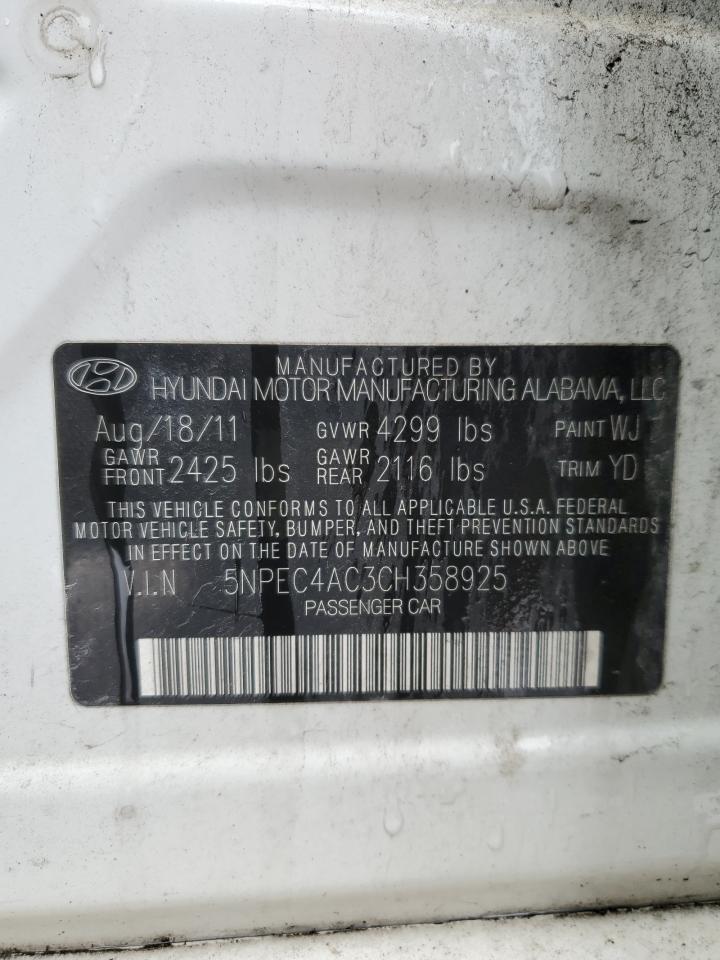 MANUFACTURED BY
HYUNDAI MOTOR MANUFACTURING ALABAMA, LLC
Aug/18/11 GVWR 4299 lbs PAINT WJ
GAWR FRONT 2425 lbs GAWR REAR 2116 lbs TRIM YD
THIS VEHICLE CONFORMS TO ALL APPLICABLE U.S.A. FEDERAL
MOTOR VEHICLE SAFETY, BUMPER, AND THEFT PREVENTION STANDARDS
IN EFFECT ON THE DATE OF MANUFACTURE SHOWN ABOVE
V.I.N 5NPEC4AC3CH358925
PASSENGER CAR